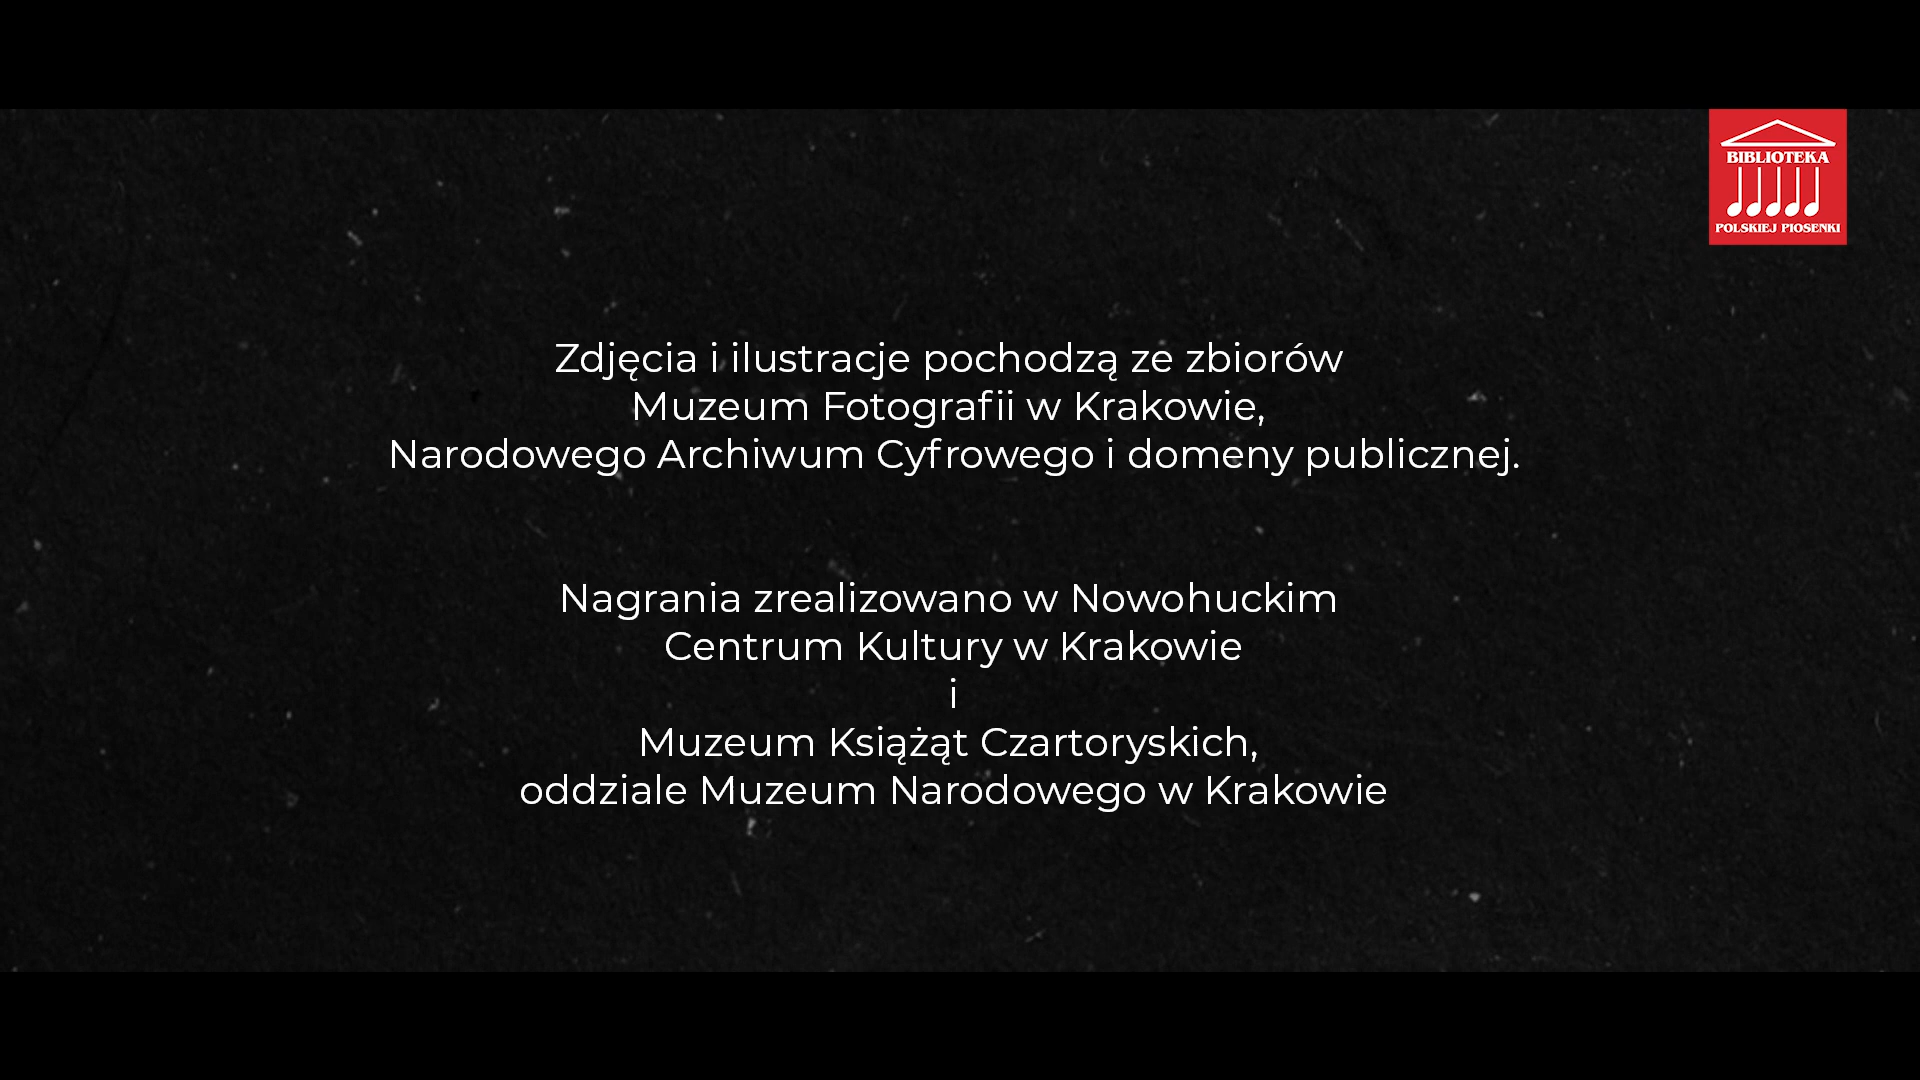 BIBLIOTEKA
POLSKIEJ PIOSENKI
Zdjęcia i ilustracje pochodzą ze zbiorów
Muzeum Fotografii w Krakowie,
Narodowego Archiwum Cyfrowego i domeny publicznej.
Nagrania zrealizowano w Nowohuckim
Centrum Kultury w Krakowie
i
Muzeum Książąt Czartoryskich,
oddziale Muzeum Narodowego w Krakowie